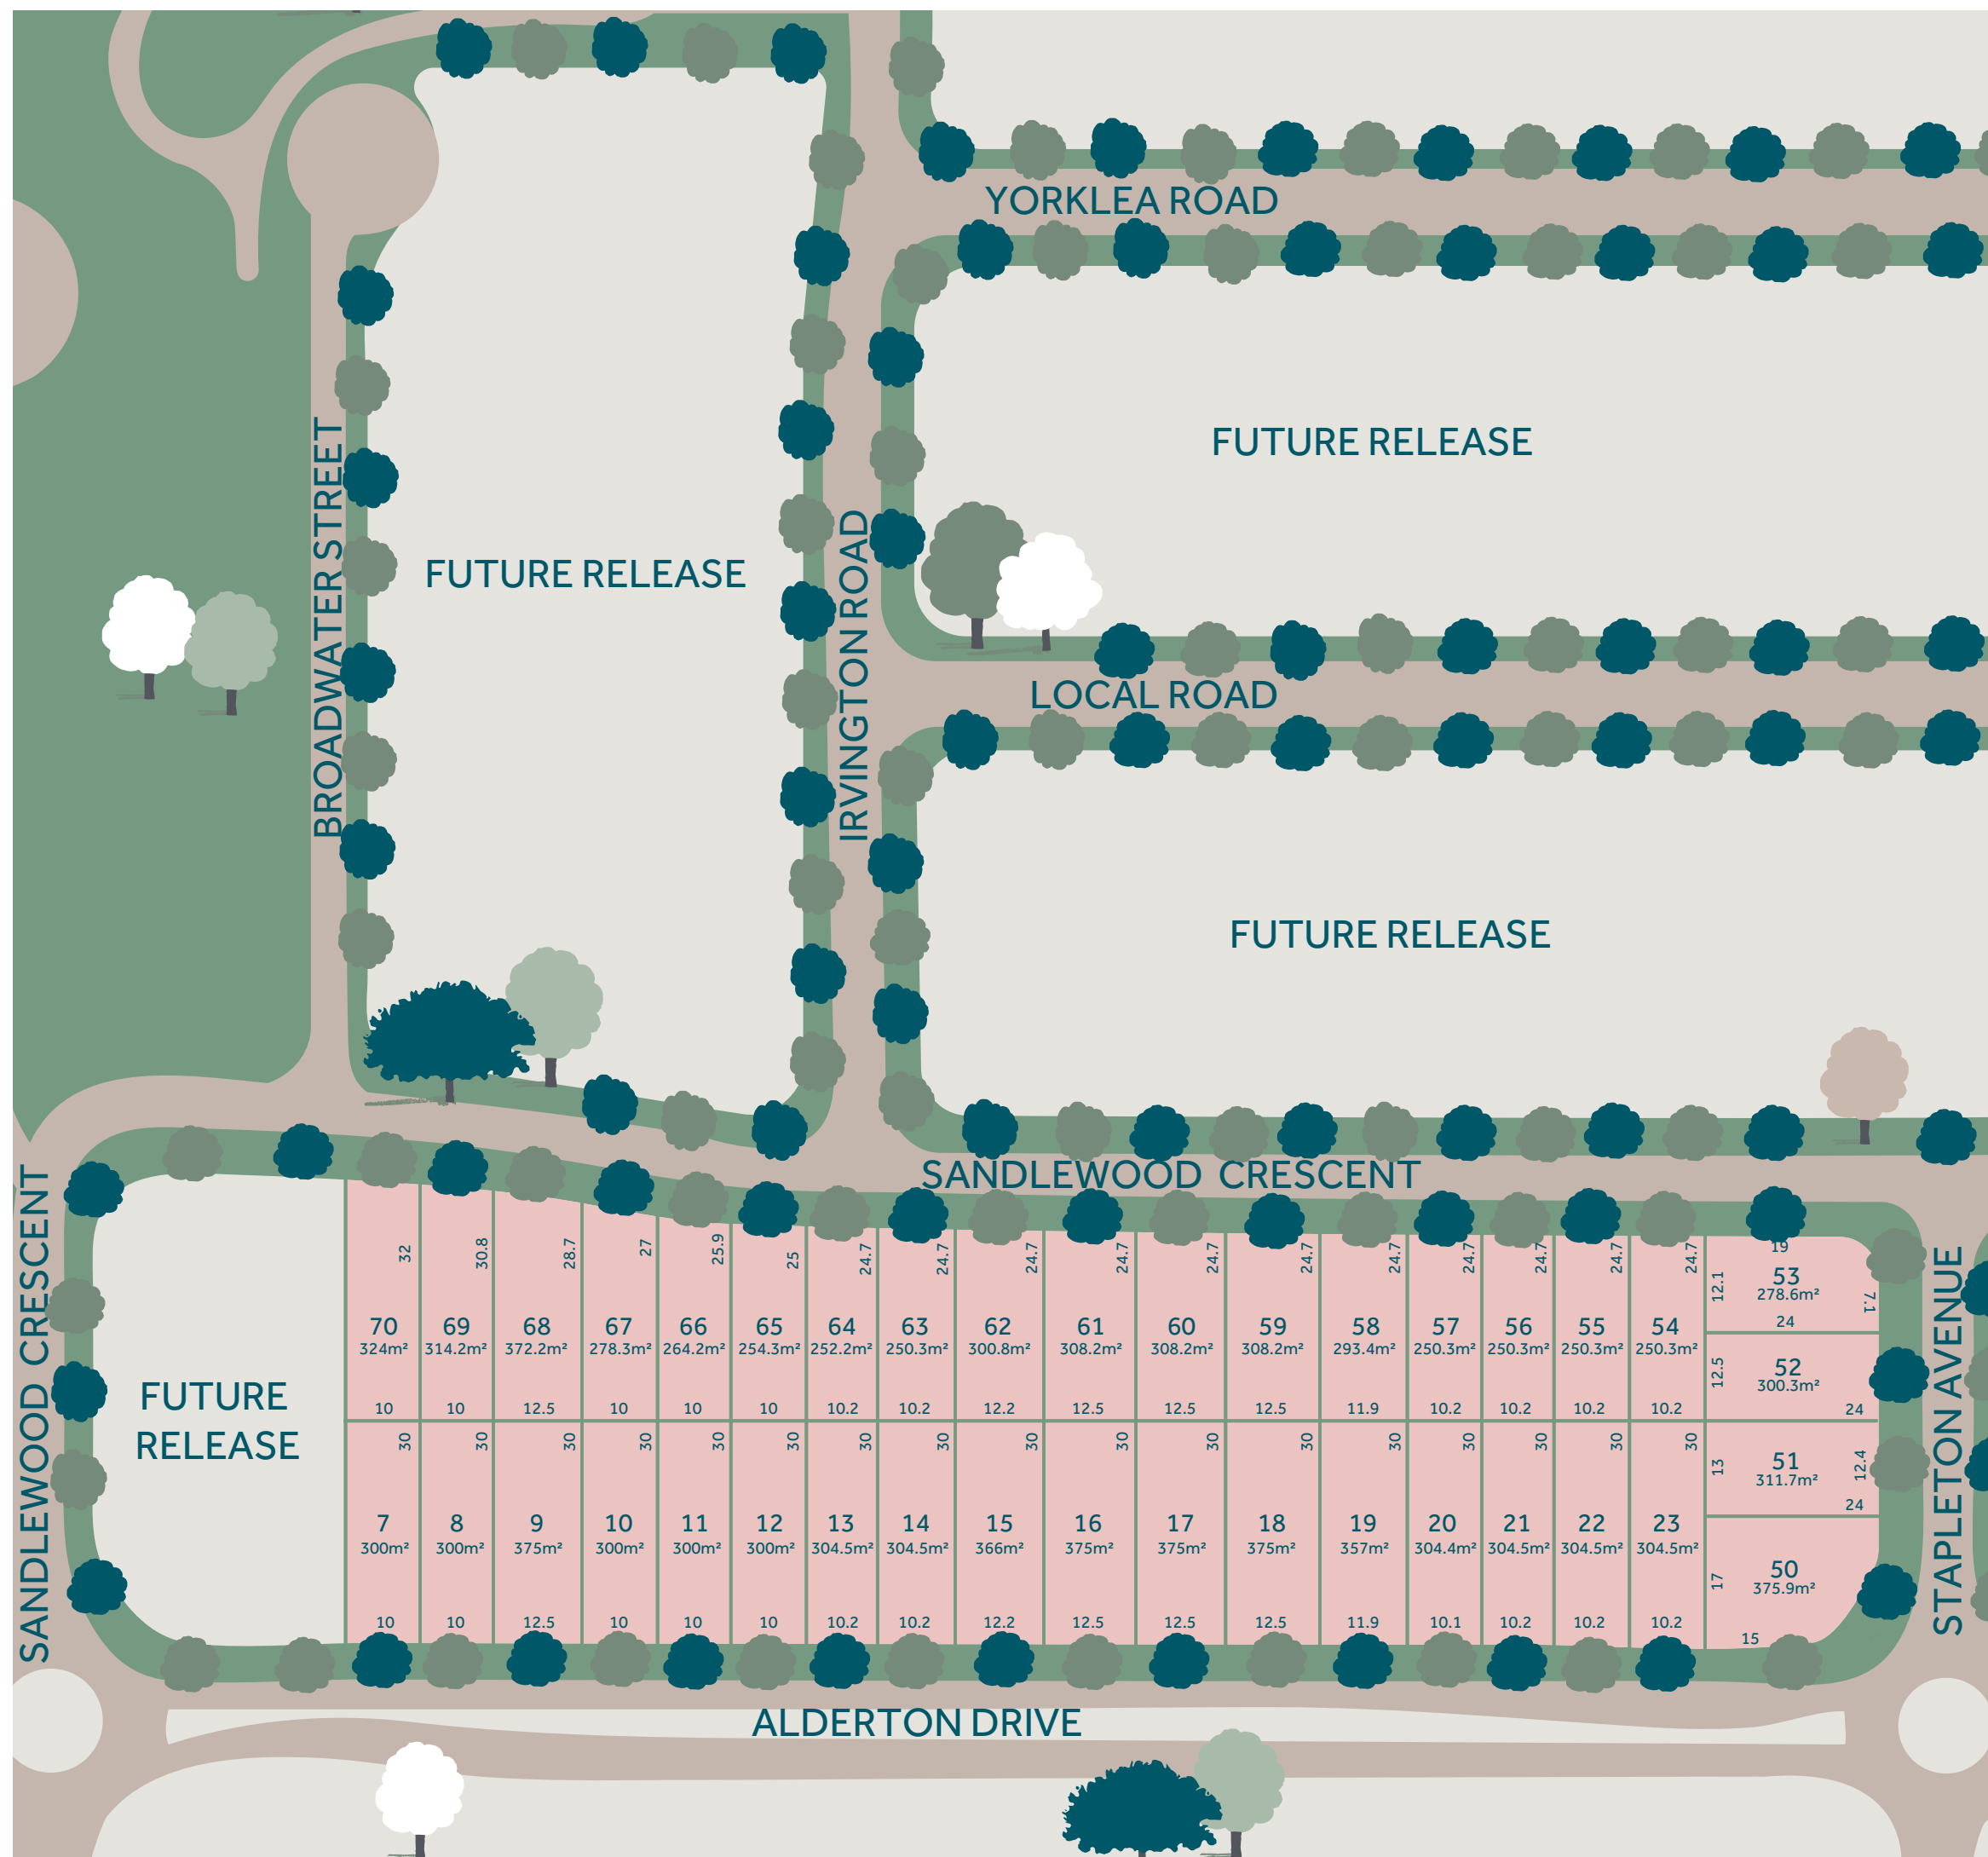 YORKLEA ROAD
FUTURE RELEASE
BROADWATER STREET
FUTURE RELEASE
IRVINGTON ROAD
LOCAL ROAD
FUTURE RELEASE
SANDLEWOOD CRESCENT
SANDLEWOOD CRESCENT
STAPLETON AVENUE
FUTURE
RELEASE
32 30.8 28.7 27 25.9 25 24.7 24.7 24.7 24.7 24.7 24.7 24.7 24.7 24.7 24.7 24.7
70 69 68 67 66 65 64 63 62 61 60 59 58 57 56 55 54
324m² 314.2m² 372.2m² 278.3m² 264.2m² 254.3m² 252.2m² 250.3m² 300.8m² 308.2m² 308.2m² 308.2m² 293.4m² 250.3m² 250.3m² 250.3m² 250.3m²
10 10 12.5 10 10 10 10.2 10.2 12.2 12.5 12.5 12.5 11.9 10.2 10.2 10.2 10.2
19
12.1
53
278.6m²
7.1
24
12.5
52
300.3m²
24
13
51
311.7m²
12.4
24
17
50
375.9m²
15
30 30 30 30 30 30 30 30 30 30 30 30 30 30 30 30 30
7 8 9 10 11 12 13 14 15 16 17 18 19 20 21 22 23
300m² 300m² 375m² 300m² 300m² 300m² 304.5m² 304.5m² 366m² 375m² 375m² 375m² 357m² 304.4m² 304.5m² 304.5m² 304.5m²
10 10 12.5 10 10 10 10.2 10.2 12.2 12.5 12.5 12.5 11.9 10.1 10.2 10.2 10.2
ALDERTON DRIVE